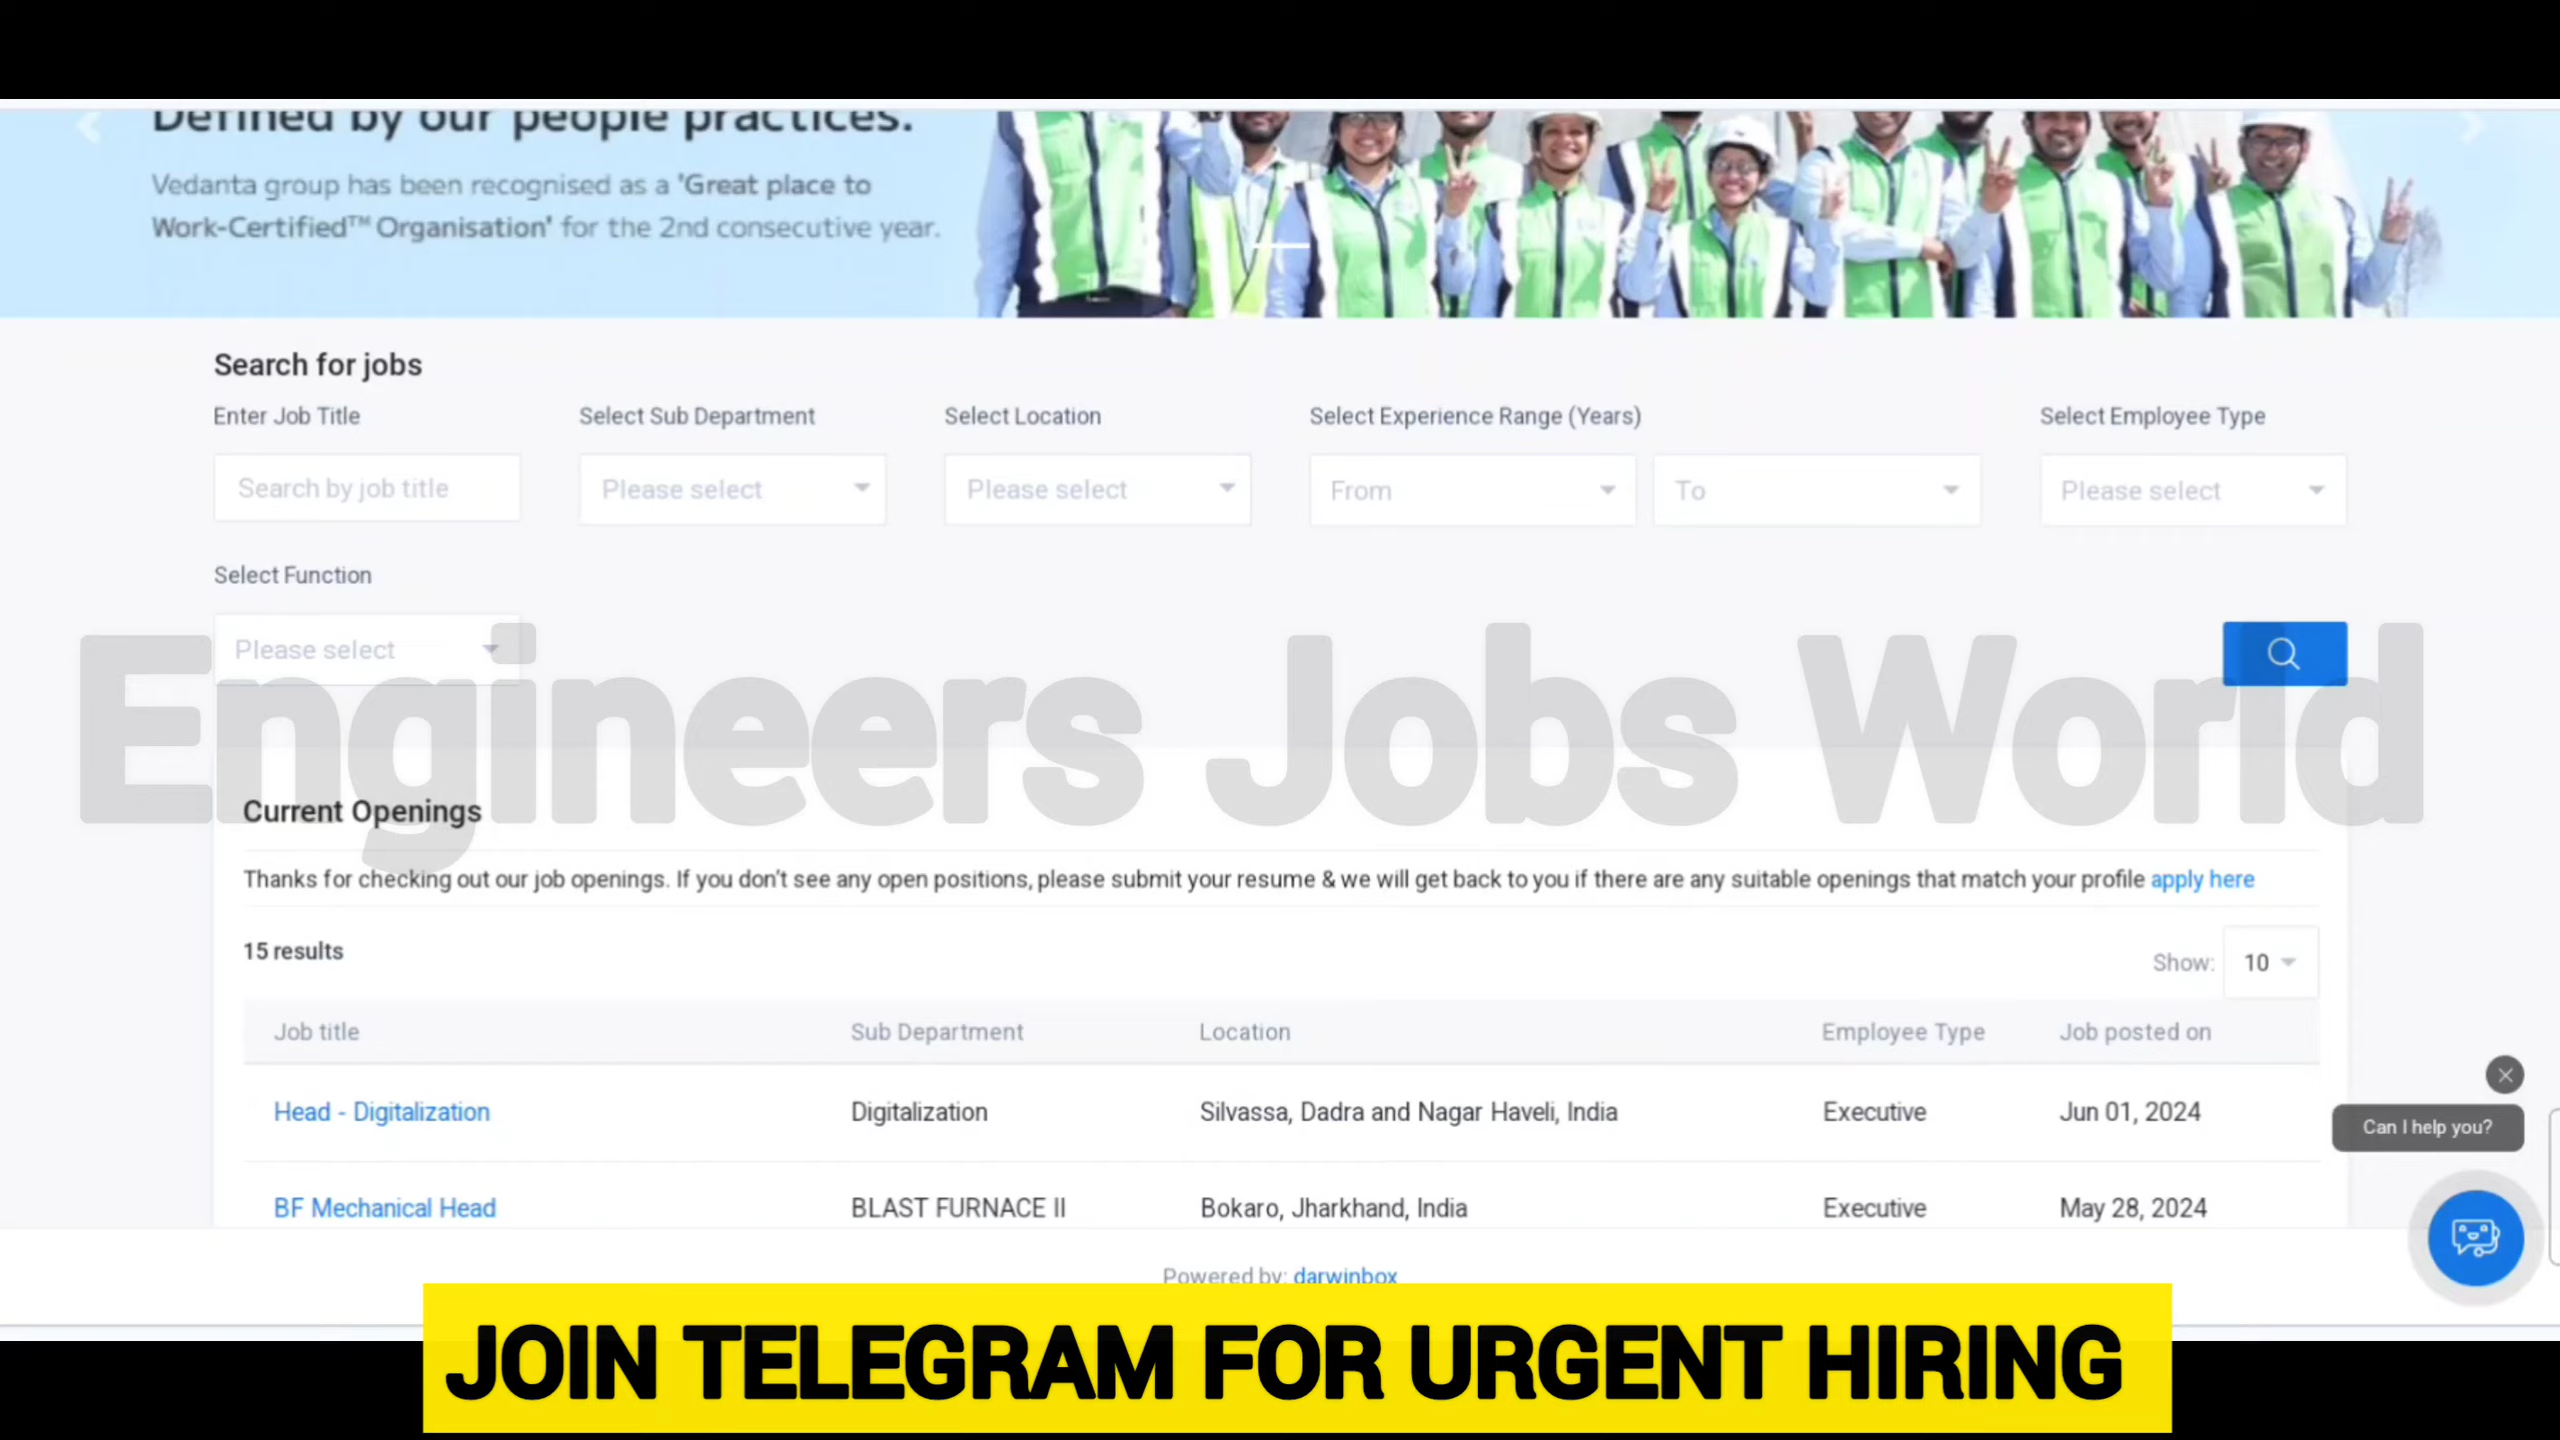 Defined by our people practices.
Vedanta group has been recognised as a 'Great place to
Work-Certified™ Organisation' for the 2nd consecutive year.
Search for jobs
Enter Job Title
Select Sub Department
Select Location
Select Experience Range (Years)
Select Employee Type
Search by job title
Please select
Please select
From
To
Please select
Select Function
Please select
Engineers Jobs World
Current Openings
Thanks for checking out our job openings. If you don't see any open positions, please submit your resume & we will get back to you if there are any suitable openings that match your profile apply here
15 results
Show: 10
Job title Sub Department Location Employee Type Job posted on
Head - Digitalization Digitalization Silvassa, Dadra and Nagar Haveli, India Executive Jun 01, 2024
Can I help you?
BF Mechanical Head BLAST FURNACE II Bokaro, Jharkhand, India Executive May 28, 2024
Powered by: darwinbox
JOIN TELEGRAM FOR URGENT HIRING